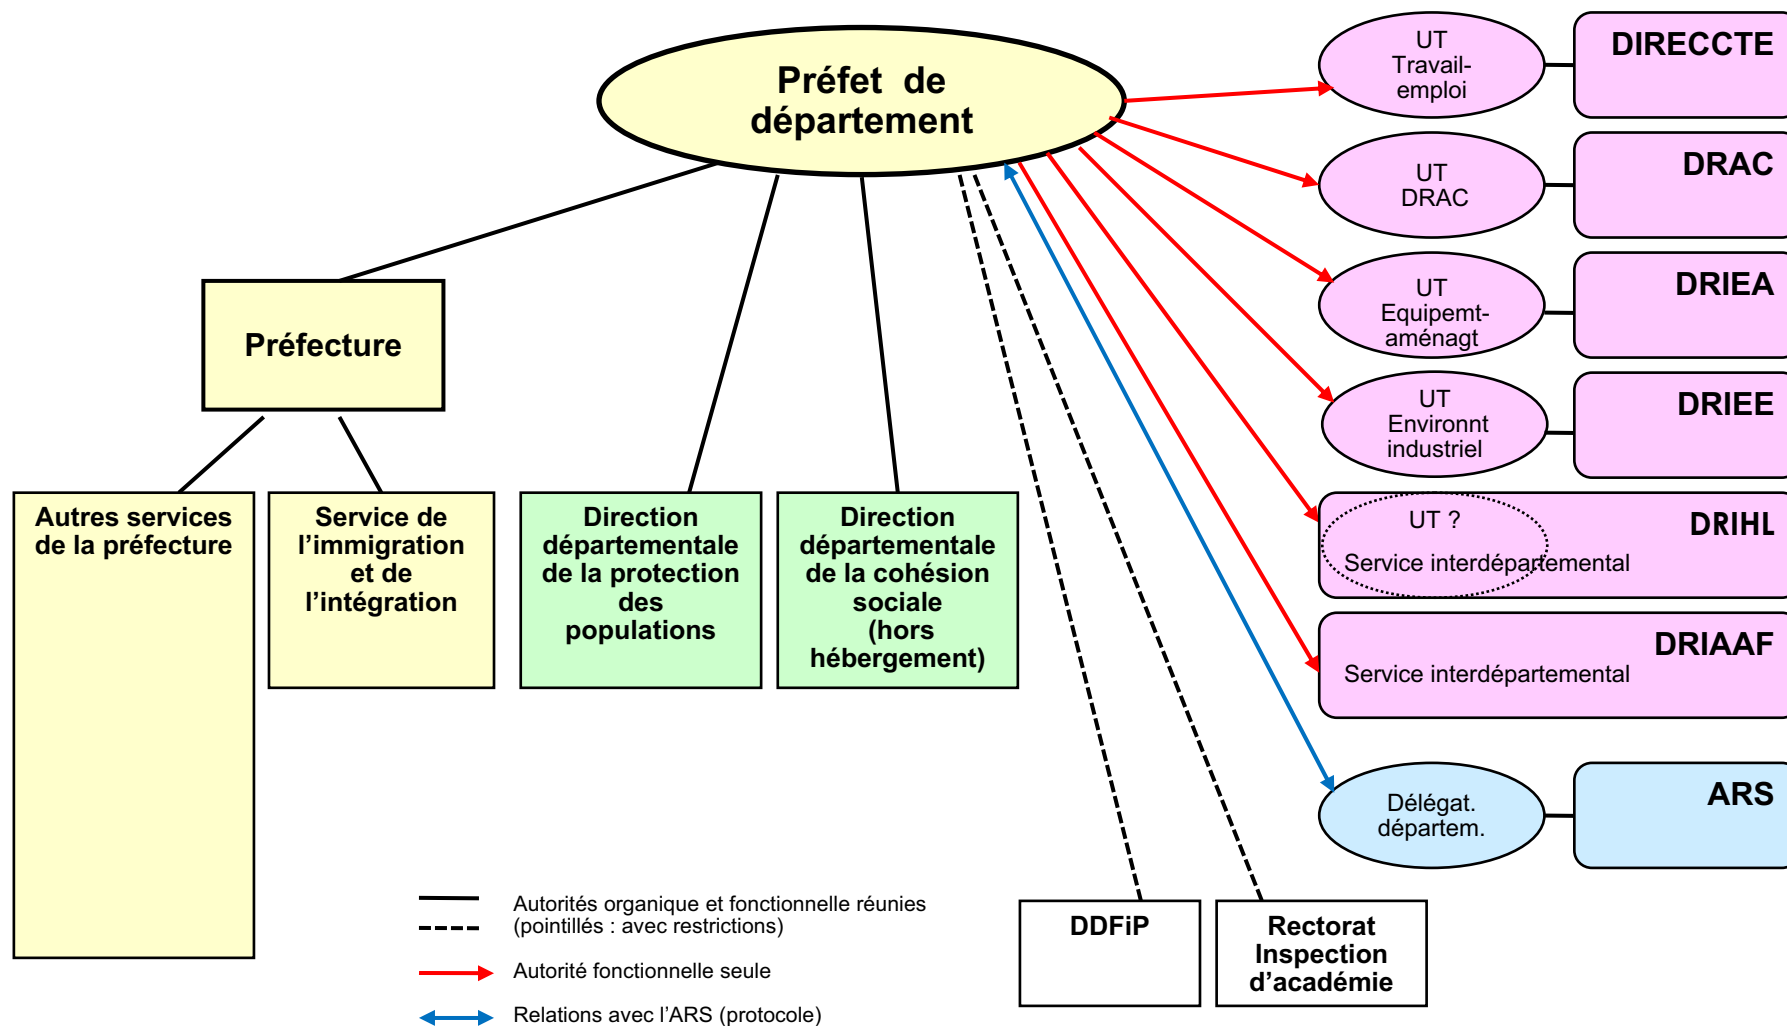 Préfet de
département
UT
Travail-
emploi
DIRECCTE
UT
DRAC
DRAC
UT
Equipemt-
aménagt
DRIEA
UT
Environnt
industriel
DRIEE
UT ?
Service interdépartemental
DRIHL
DRIAAF
Service interdépartemental
Délégat.
départem.
ARS
Préfecture
Autres services
de la préfecture
Service de
l’immigration
et de
l’intégration
Direction
départementale
de la protection
des
populations
Direction
départementale
de la cohésion
sociale
(hors
hébergement)
DDFiP
Rectorat
Inspection
d’académie
Autorités organique et fonctionnelle réunies
(pointillés : avec restrictions)
Autorité fonctionnelle seule
Relations avec l’ARS (protocole)